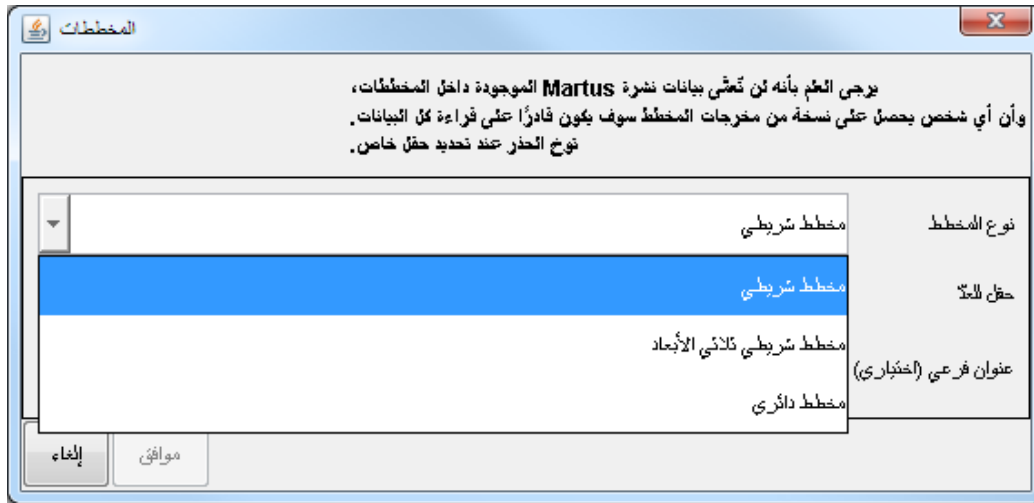 المخططات
يرجى العلم بأنه لن تُعمَّى بيانات نشرة Martus الموجودة داخل المخططات،
وأن أي شخص يحصل على نسخة من مخرجات المخطط سوف يكون قادرًا على قراءة كل البيانات.
توخ الحذر عند تحديد حقل خاص.
نوع المخطط
مخطط شريطي
مخطط شريطي
حقل للعدّ
مخطط شريطي ثلاثي الأبعاد
عنوان فرعي (اختياري)
مخطط دائري
موافق
إلغاء